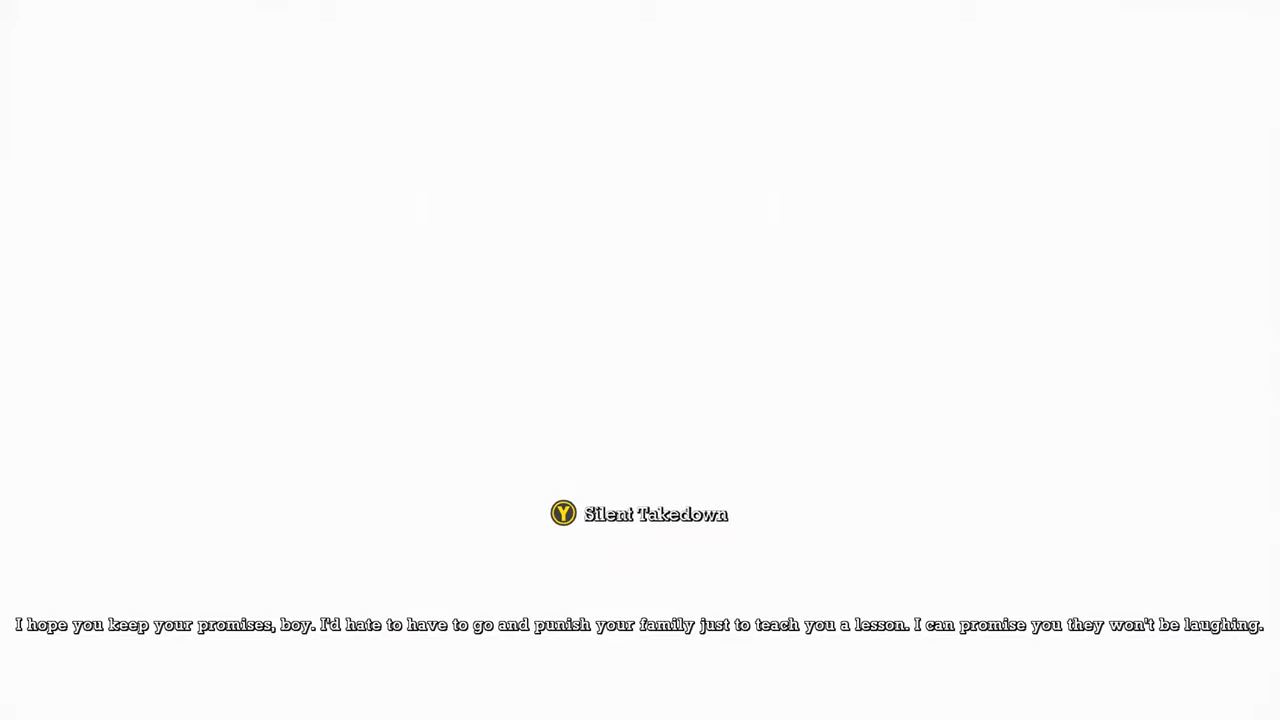 Y Silent Takedown
I hope you keep your promises, boy. I'd hate to have to go and punish your family just to teach you a lesson. I can promise you they won't be laughing.